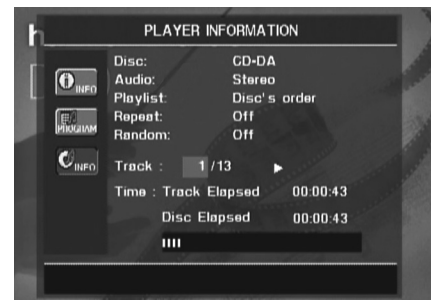 h
PLAYER INFORMATION
Disc: CD-DA
Audio: Stereo
Playlist: Disc's order
Repeat: Off
Random: Off
INFO
PROGRAM
INFO
Track : 1 /13
Time : Track Elapsed 00:00:43
Disc Elapsed 00:00:43